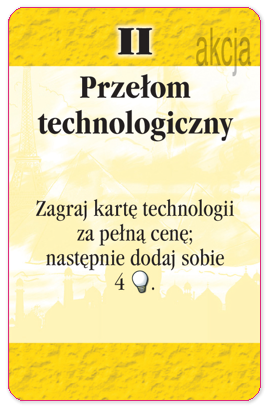 II
akcja
Przełom
technologiczny
Zagraj kartę technologii
za pełną cenę;
następnie dodaj sobie
4 .